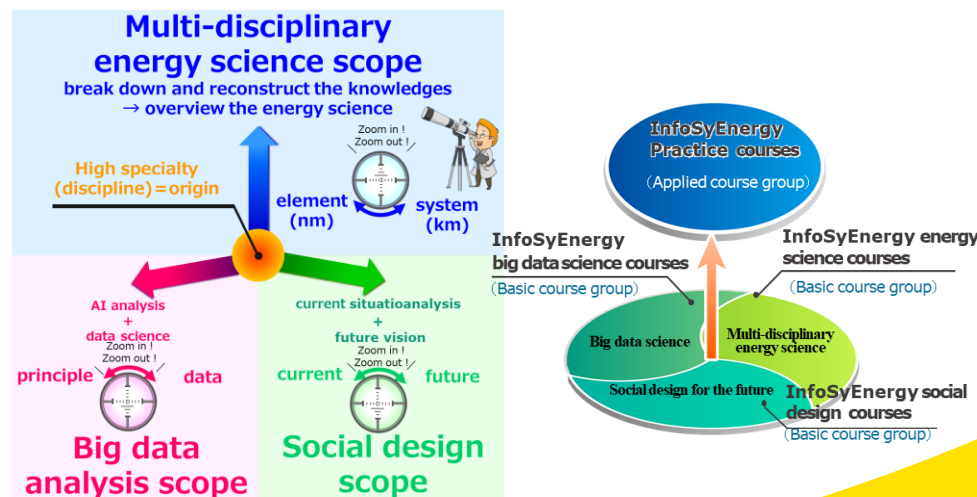 Multi-disciplinary
energy science scope
break down and reconstruct the knowledges
→ overview the energy science
Zoom in !
Zoom out !
High specialty
(discipline)=origin
element
(nm)
system
(km)
AI analysis
+
data science
Zoom in !
Zoom out !
principle
data
Big data
analysis scope
current situatioanalysis
+
future vision
Zoom in !
Zoom out !
current
future
Social design
scope
InfoSyEnergy
Practice courses
(Applied course group)
InfoSyEnergy
big data science courses
(Basic course group)
InfoSyEnergy energy
science courses
(Basic course group)
Big data science
Multi-disciplinary
energy science
Social design for the future
InfoSyEnergy social
design courses
(Basic course group)